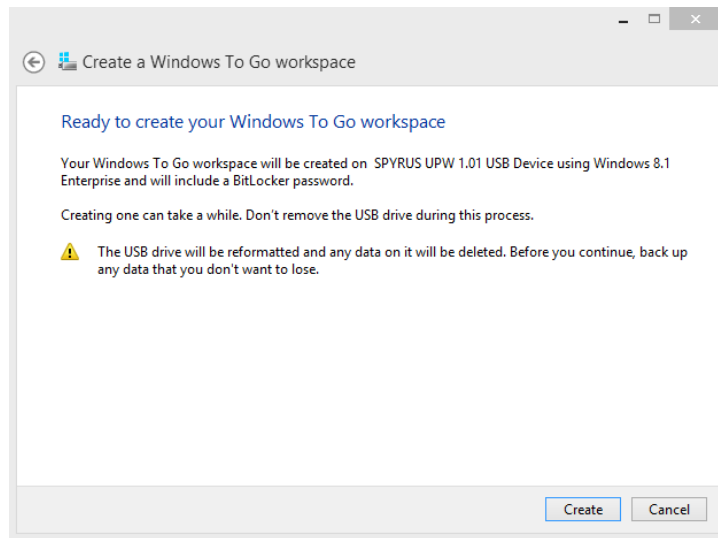 Create a Windows To Go workspace
Ready to create your Windows To Go workspace
Your Windows To Go workspace will be created on  SPYRUS UPW 1.01 USB Device using Windows 8.1
Enterprise and will include a BitLocker password.
Creating one can take a while. Don't remove the USB drive during this process.
The USB drive will be reformatted and any data on it will be deleted. Before you continue, back up
any data that you don't want to lose.
Create
Cancel